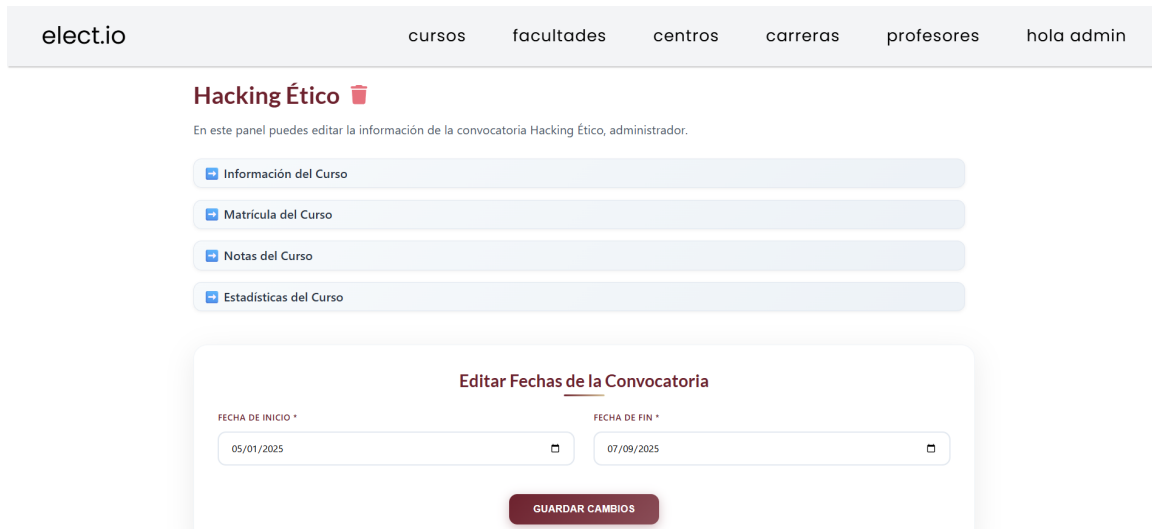 elect.io cursos facultades centros carreras profesores hola admin
Hacking Ético
En este panel puedes editar la información de la convocatoria Hacking Ético, administrador.
Información del Curso
Matrícula del Curso
Notas del Curso
Estadísticas del Curso
Editar Fechas de la Convocatoria
FECHA DE INICIO * FECHA DE FIN *
05/01/2025 07/09/2025
GUARDAR CAMBIOS